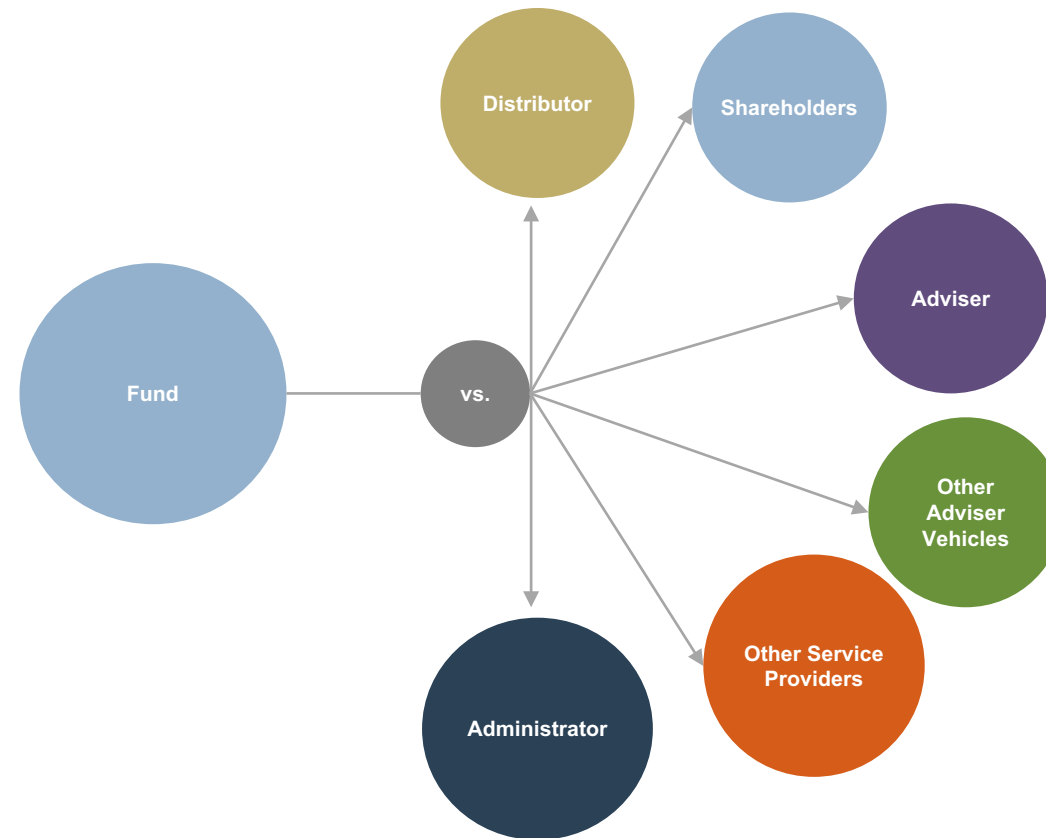 Distributor
Shareholders
Adviser
Fund
vs.
Other
Adviser
Vehicles
Other Service
Providers
Administrator